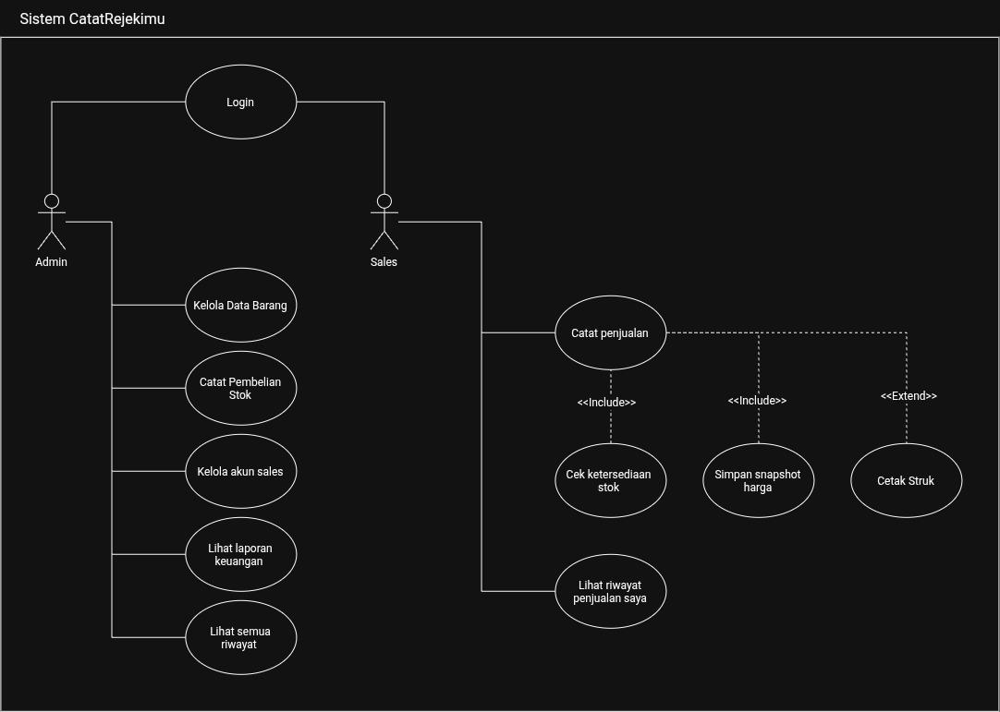 Sistem CatatRejekimu
Login
Admin
Sales
Kelola Data Barang
Catat Pembelian
Stok
Kelola akun sales
Lihat laporan
keuangan
Lihat semua
riwayat
Catat penjualan
<<Include>>
<<Include>>
<<Extend>>
Cek ketersediaan
stok
Simpan snapshot
harga
Cetak Struk
Lihat riwayat
penjualan saya